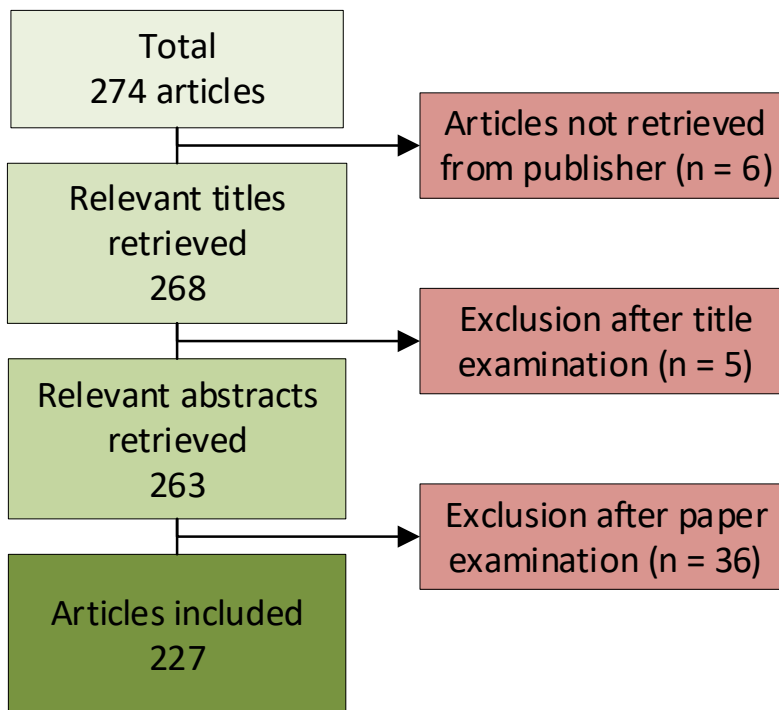 Total
274 articles
Articles not retrieved
from publisher (n = 6)
Relevant titles
retrieved
268
Exclusion after title
examination (n = 5)
Relevant abstracts
retrieved
263
Exclusion after paper
examination (n = 36)
Articles included
227